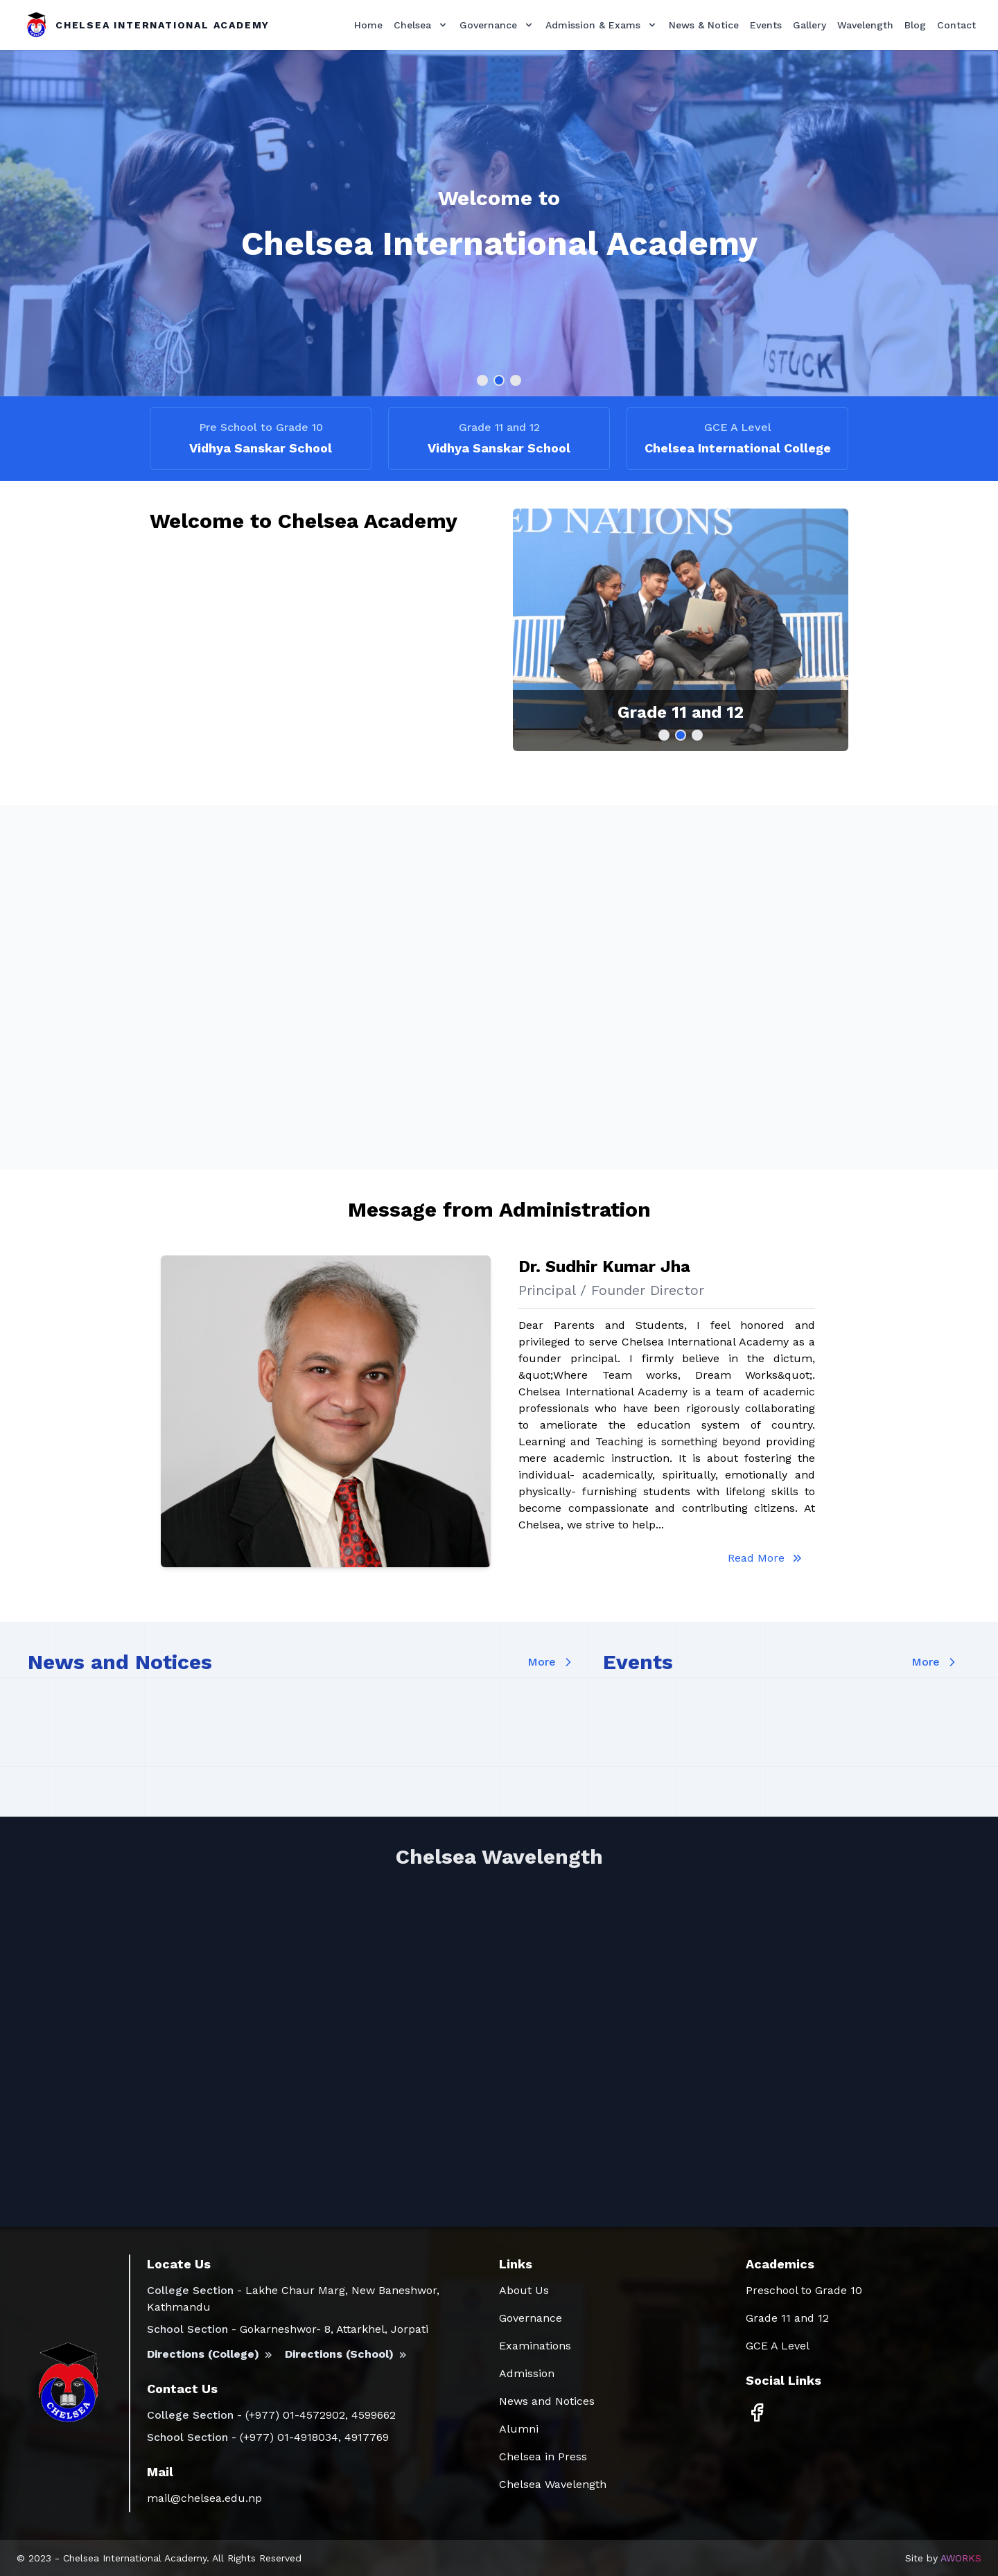 CHELSEA INTERNATIONAL ACADEMY
Home Chelsea Governance Admission & Exams News & Notice Events Gallery Wavelength Blog Contact
5
Welcome to
Chelsea International Academy
STUCK
Pre School to Grade 10
Vidhya Sanskar School
Grade 11 and 12
Vidhya Sanskar School
GCE A Level
Chelsea International College
Welcome to Chelsea Academy
ED NATIONS
Grade 11 and 12
Message from Administration
Dr. Sudhir Kumar Jha
Principal / Founder Director
Dear Parents and Students, I feel honored and
privileged to serve Chelsea International Academy as a
founder principal. I firmly believe in the dictum,
&quot;Where Team works, Dream Works&quot;.
Chelsea International Academy is a team of academic
professionals who have been rigorously collaborating
to ameliorate the education system of country.
Learning and Teaching is something beyond providing
mere academic instruction. It is about fostering the
individual- academically, spiritually, emotionally and
physically- furnishing students with lifelong skills to
become compassionate and contributing citizens. At
Chelsea, we strive to help...
Read More
News and Notices
More
Events
More
Chelsea Wavelength
CHELSEA
Locate Us
College Section - Lakhe Chaur Marg, New Baneshwor,
Kathmandu
School Section - Gokarneshwor- 8, Attarkhel, Jorpati
Directions (College) » Directions (School) »
Contact Us
College Section - (+977) 01-4572902, 4599662
School Section - (+977) 01-4918034, 4917769
Mail
mail@chelsea.edu.np
Links
About Us
Governance
Examinations
Admission
News and Notices
Alumni
Chelsea in Press
Chelsea Wavelength
Academics
Preschool to Grade 10
Grade 11 and 12
GCE A Level
Social Links
© 2023 - Chelsea International Academy. All Rights Reserved
Site by AWORKS